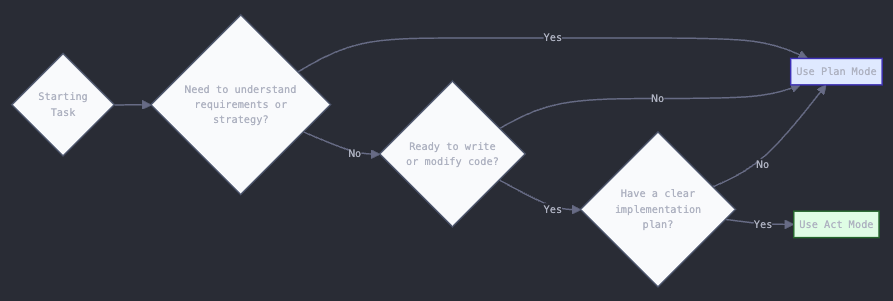 Starting
Task
Need to understand
requirements or
strategy?
Yes
No
Ready to write
or modify code?
No
Yes
Have a clear
implementation
plan?
No
Yes
Use Plan Mode
Use Act Mode